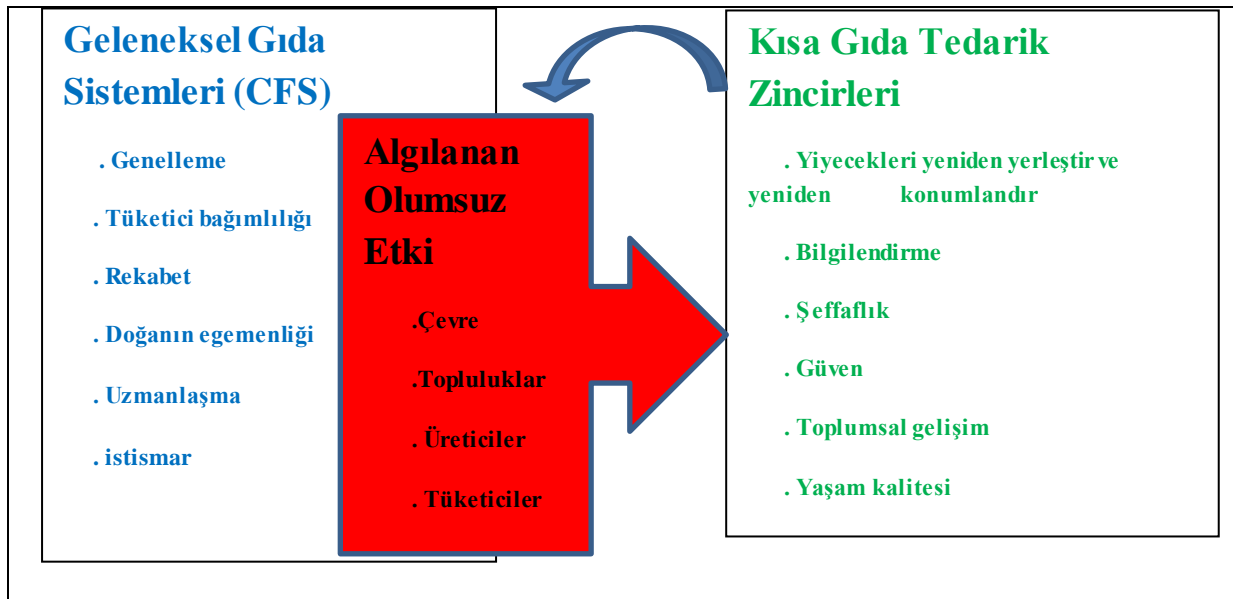 Geleneksel Gıda
Sistemleri (CFS)
. Genelleme
. Tüketici bağımlılığı
. Rekabet
. Doğanın egemenliği
. Uzmanlaşma
. istismar
Algılanan
Olumsuz
Etki
.Çevre
.Topluluklar
. Üreticiler
. Tüketiciler
Kısa Gıda Tedarik
Zincirleri
. Yiyecekleri yeniden yerleştir ve
yeniden konumlandır
. Bilgilendirme
. Şeffaflık
. Güven
. Toplumsal gelişim
. Yaşam kalitesi